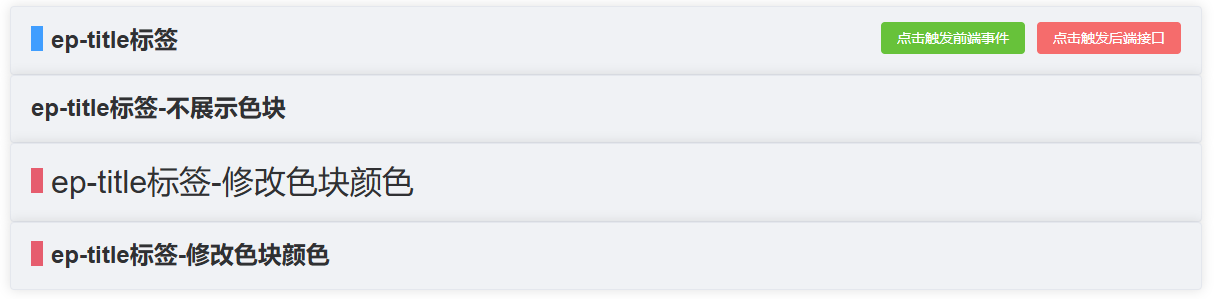 ep-title标签
点击触发前端事件
点击触发后端接口
ep-title标签-不展示色块
ep-title标签-修改色块颜色
ep-title标签-修改色块颜色